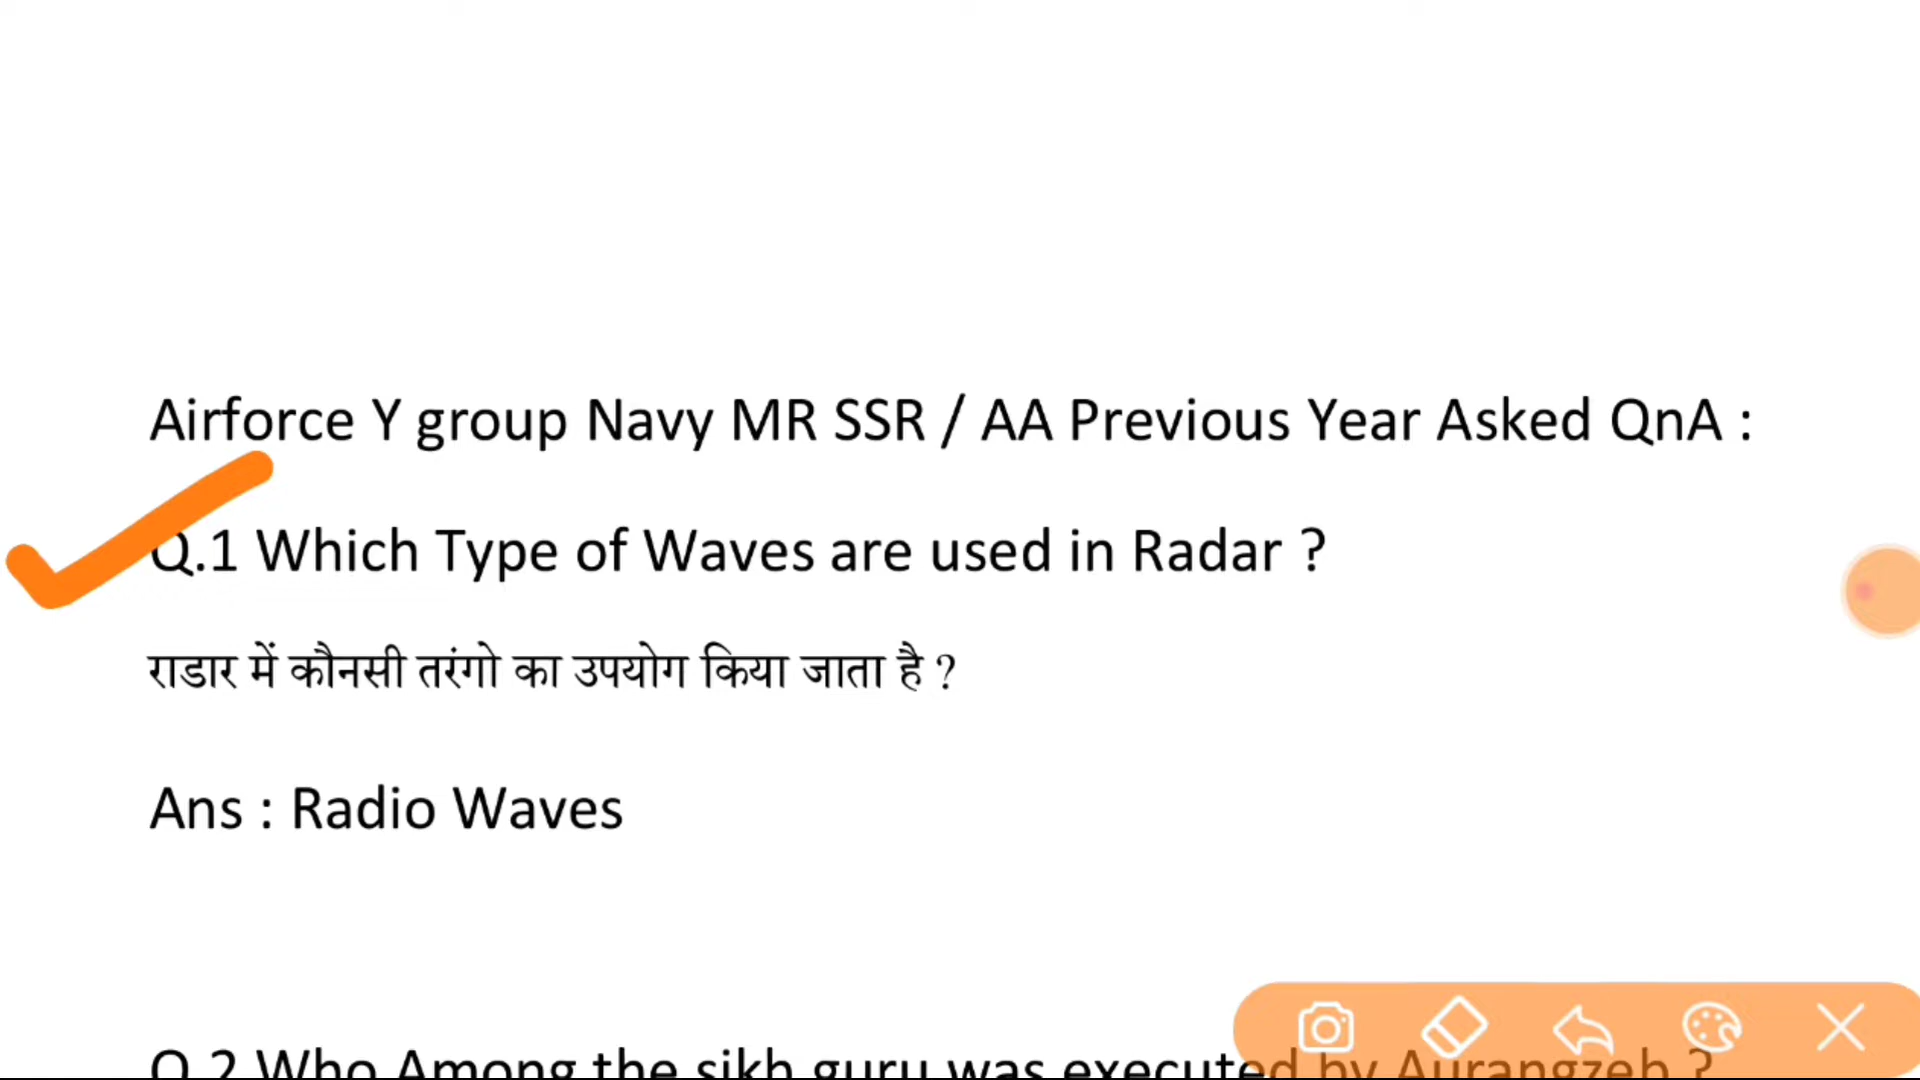 Airforce Y group Navy MR SSR / AA Previous Year Asked QnA :
Q.1 Which Type of Waves are used in Radar ?
राडार में कौनसी तरंगो का उपयोग किया जाता है ?
Ans : Radio Waves
Q.2 Who Among the sikh guru was executed by Aurangzeb ?